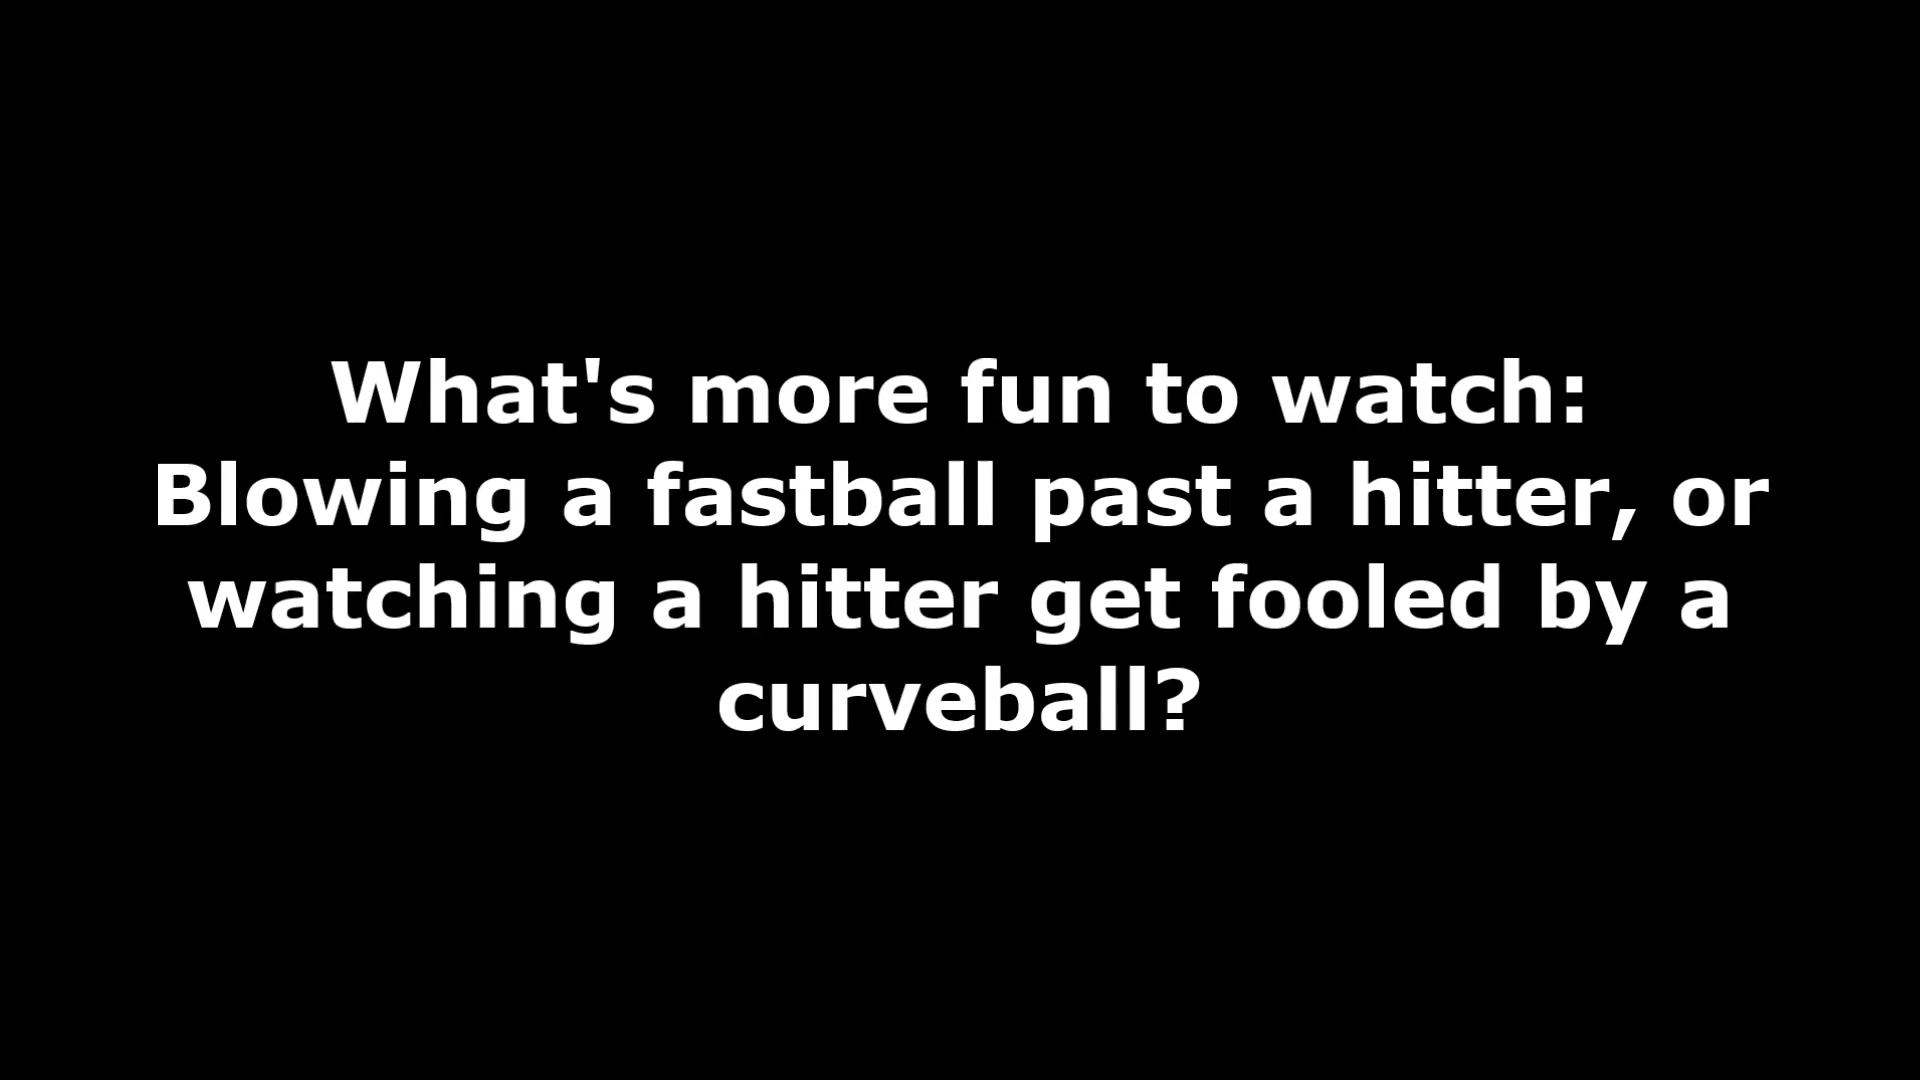 What's more fun to watch:
Blowing a fastball past a hitter, or
watching a hitter get fooled by a
curveball?